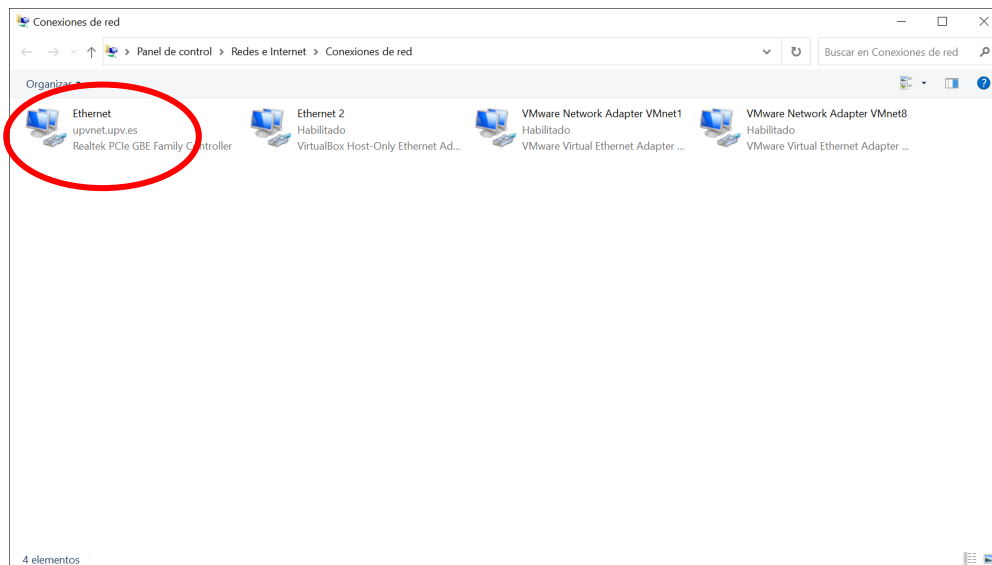 Conexiones de red
Panel de control > Redes e Internet > Conexiones de red
Buscar en Conexiones de red
Organizar
Ethernet
upvnet.upv.es
Realtek PCIe GBE Family Controller
Ethernet 2
Habilitado
VirtualBox Host-Only Ethernet Ad...
VMware Network Adapter VMnet1
Habilitado
VMware Virtual Ethernet Adapter ...
VMware Network Adapter VMnet8
Habilitado
VMware Virtual Ethernet Adapter ...
4 elementos